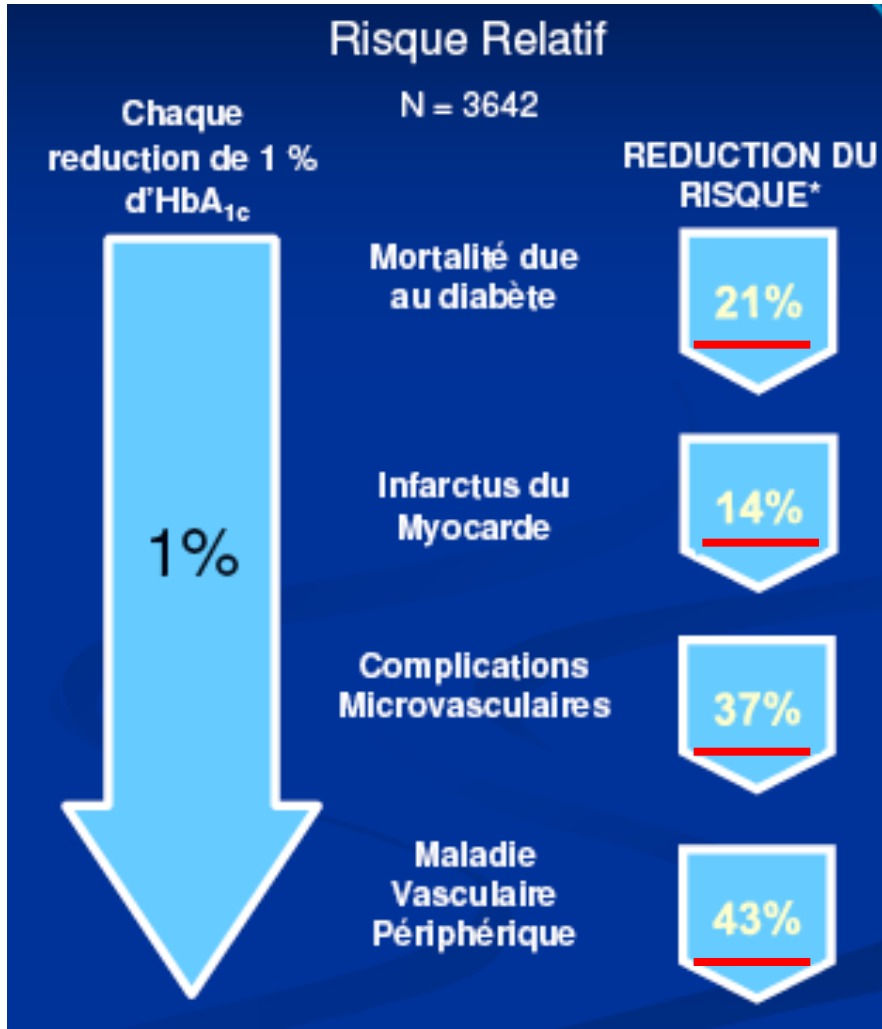 Risque Relatif
N = 3642
Chaque
reduction de 1 %
d'HbA1c
1%
REDUCTION DU
RISQUE*
Mortalité due
au diabète
21%
Infarctus du
Myocarde
14%
Complications
Microvasculaires
37%
Maladie
Vasculaire
Périphérique
43%